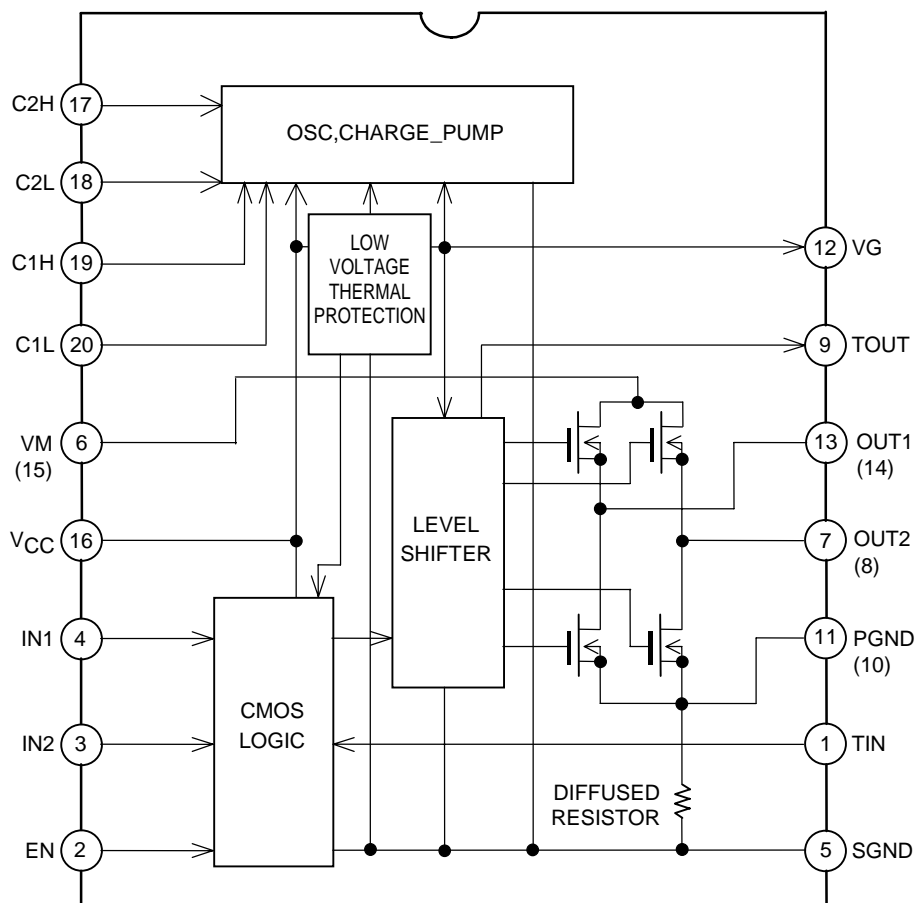 C2H 17
OSC,CHARGE_PUMP
C2L 18
C1H 19
LOW
VOLTAGE
THERMAL
PROTECTION
12 VG
C1L 20
9 TOUT
VM 6
(15)
13 OUT1
(14)
VCC 16
LEVEL
SHIFTER
7 OUT2
(8)
IN1 4
11 PGND
(10)
CMOS
LOGIC
IN2 3
1 TIN
DIFFUSED
RESISTOR
EN 2
5 SGND